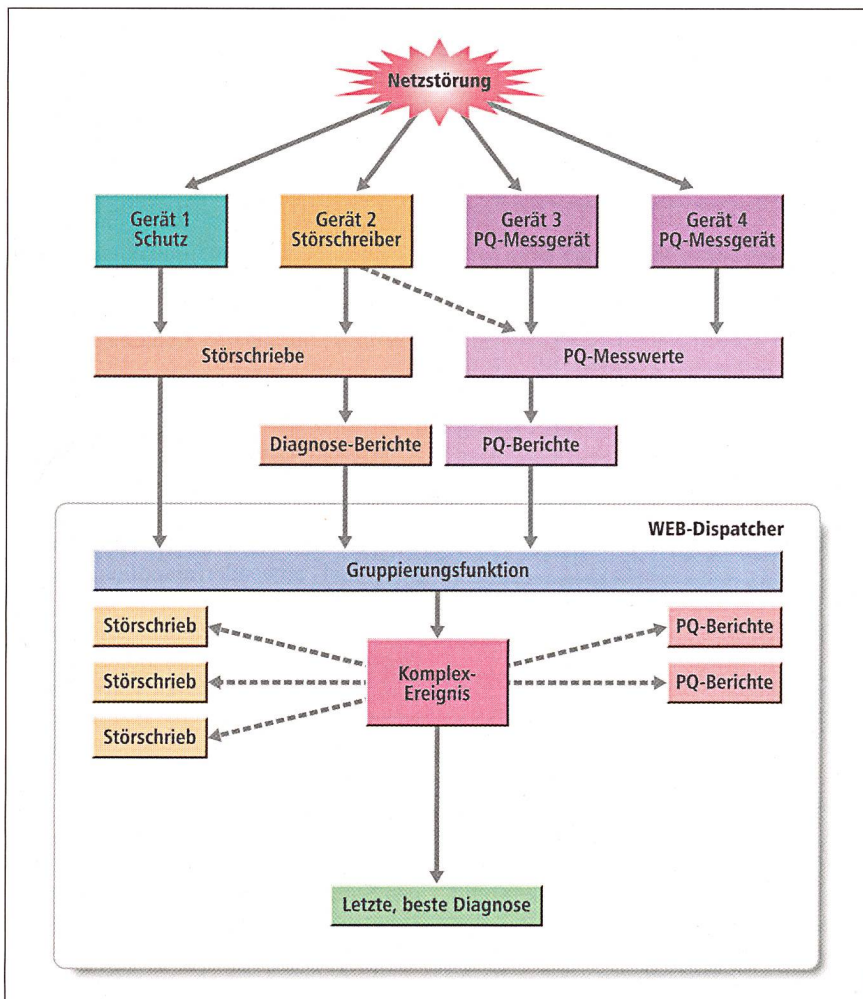 Netzstörung
Gerät 1
Schutz
Gerät 2
Störschreiber
Gerät 3
PQ-Messgerät
Gerät 4
PQ-Messgerät
Störschriebe
PQ-Messwerte
Diagnose-Berichte
PQ-Berichte
WEB-Dispatcher
Gruppierungsfunktion
Störschrieb
Störschrieb
Störschrieb
Komplex-
Ereignis
PQ-Berichte
PQ-Berichte
Letzte, beste Diagnose